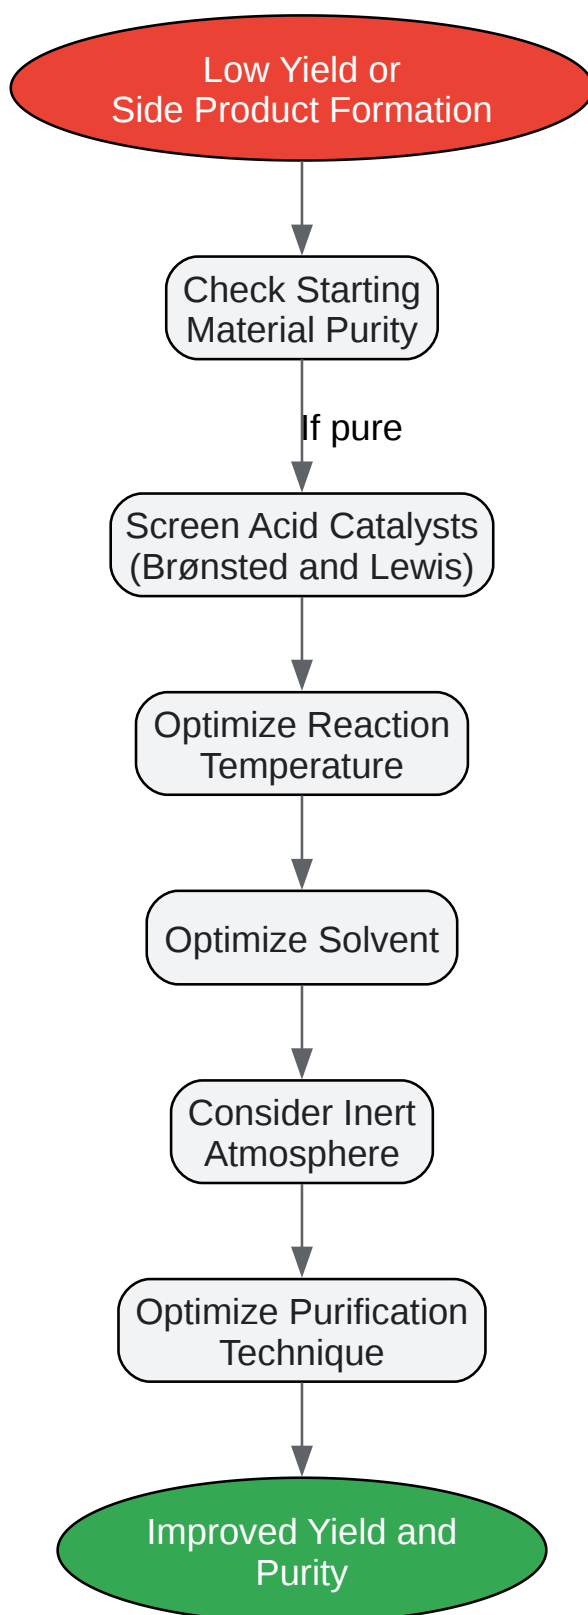 Low Yield or
Side Product Formation
Check Starting
Material Purity
If pure
Screen Acid Catalysts
(Brønsted and Lewis)
Optimize Reaction
Temperature
Optimize Solvent
Consider Inert
Atmosphere
Optimize Purification
Technique
Improved Yield and
Purity